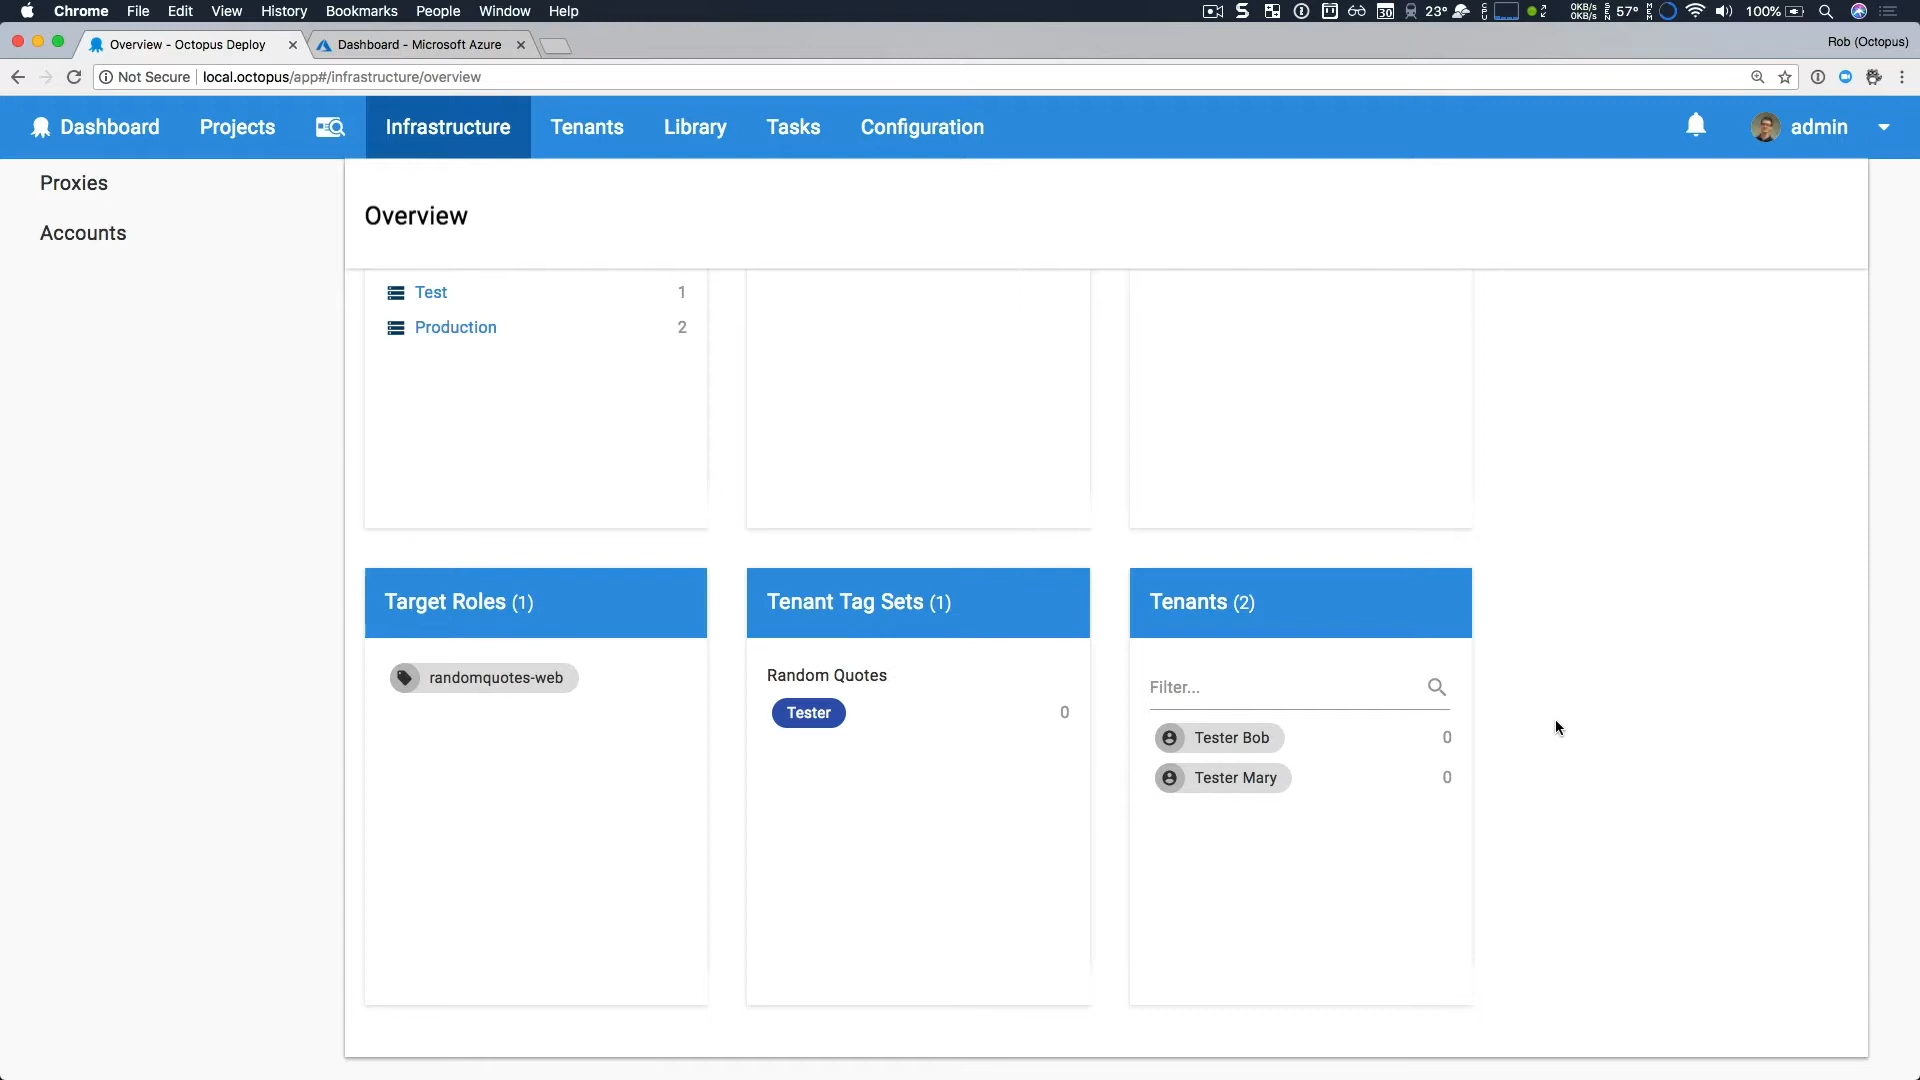 Chrome File Edit View History Bookmarks People Window Help
30 23° 0KB/s 0KB/s 57° 100%
Overview - Octopus Deploy
Dashboard - Microsoft Azure
Rob (Octopus)
Not Secure local.octopus/app#/infrastructure/overview
Dashboard Projects Infrastructure Tenants Library Tasks Configuration admin
Proxies
Accounts
Overview
Test 1
Production 2
Target Roles (1)
randomquotes-web
Tenant Tag Sets (1)
Random Quotes
Tester 0
Tenants (2)
Filter...
Tester Bob 0
Tester Mary 0